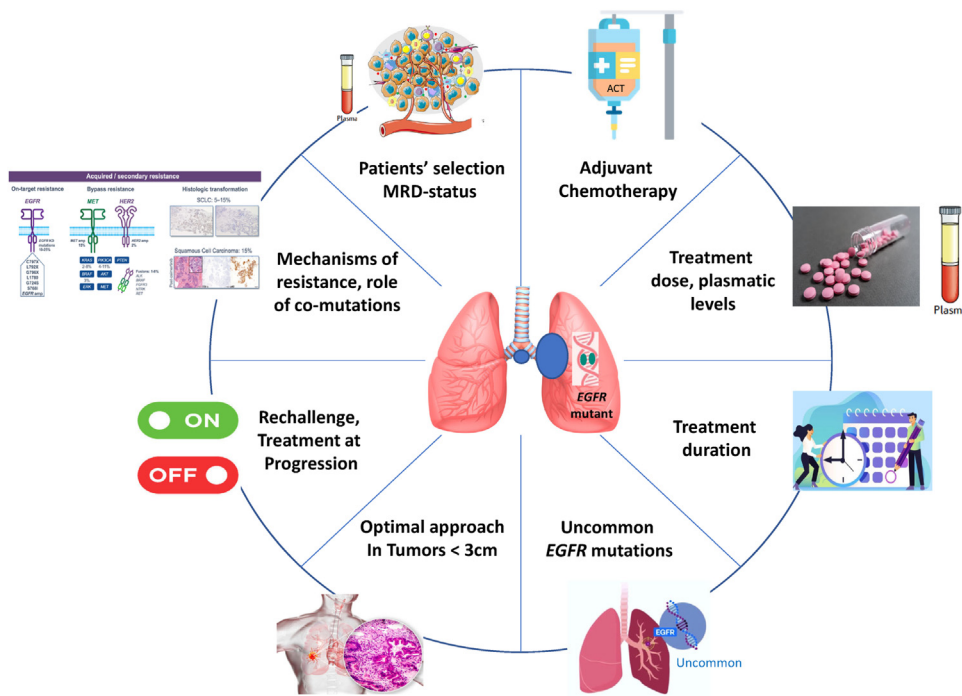 Plasma
ACT
Patients' selection
MRD-status
Adjuvant
Chemotherapy
Acquired / secondary resistance
On-target resistance
Bypass resistance
Histologic transformation
SCLC: 5–15%
EGFR
MET
HER2
Squamous Cell Carcinoma: 15%
EGFR amp
Mechanisms of
resistance, role
of co-mutations
Treatment
dose, plasmatic
levels
Plasm
EGFR
mutant
ON
OFF
Rechallenge,
Treatment at
Progression
Treatment
duration
Optimal approach
In Tumors < 3cm
Uncommon
EGFR mutations
EGFR
Uncommon